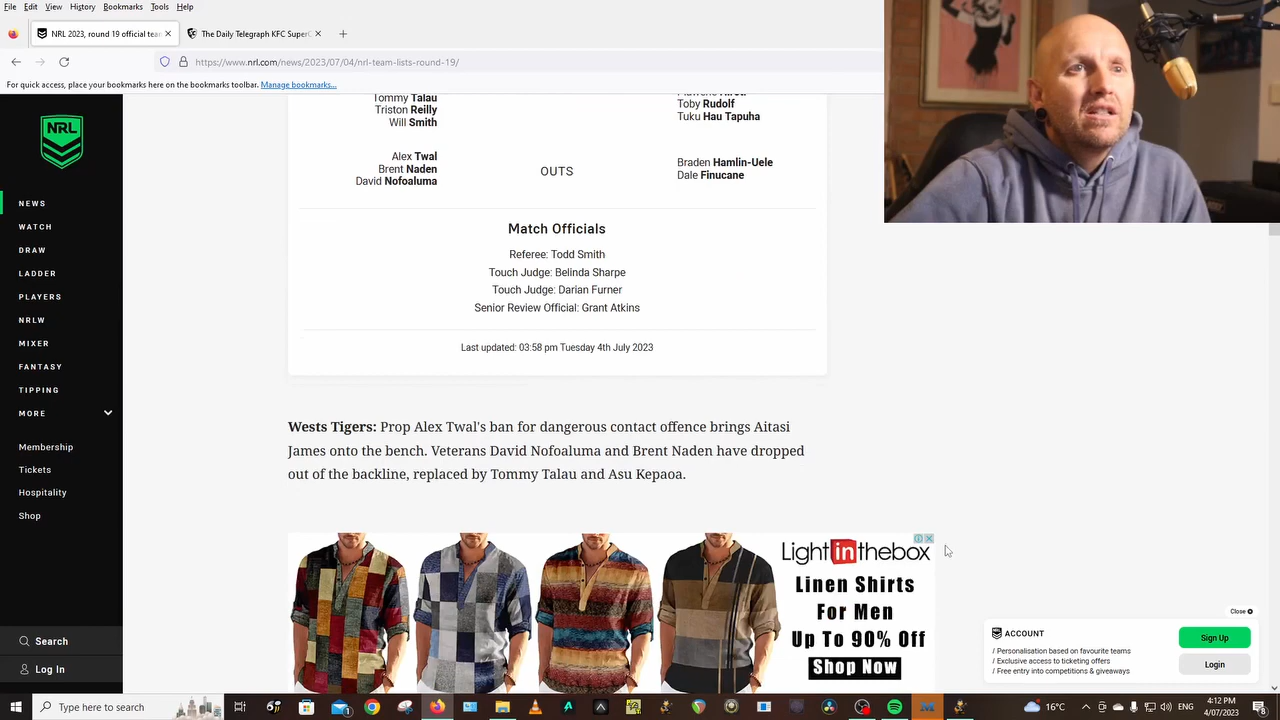 File Edit View History Bookmarks Tools Help
NRL 2023, round 19 official tea
The Daily Telegraph KFC SuperC
https://www.nrl.com/news/2023/07/04/nrl-team-lists-round-19/
For quick access, place your bookmarks here on the bookmarks toolbar. Manage bookmarks...
NRL
NEWS
WATCH
DRAW
LADDER
PLAYERS
NRLW
MIXER
FANTASY
TIPPING
MORE
Membership
Tickets
Hospitality
Shop
Search
Log In
Tommy Talau
Triston Reilly
Will Smith
Toby Rudolf
Tuku Hau Tapuha
Alex Twal
Brent Naden
David Nofoaluma
OUTS
Braden Hamlin-Uele
Dale Finucane
Match Officials
Referee: Todd Smith
Touch Judge: Belinda Sharpe
Touch Judge: Darian Furner
Senior Review Official: Grant Atkins
Last updated: 03:58 pm Tuesday 4th July 2023
Wests Tigers: Prop Alex Twal's ban for dangerous contact offence brings Aitasi
James onto the bench. Veterans David Nofoaluma and Brent Naden have dropped
out of the backline, replaced by Tommy Talau and Asu Kepaoa.
Lightinthebox
Linen Shirts
For Men
Up To 90% Off
Shop Now
Close
ACCOUNT
/ Personalisation based on favourite teams
/ Exclusive access to ticketing offers
/ Free entry into competitions & giveaways
Sign Up
Login
Type here to search
16°C
ENG
4:12 PM
4/07/2023
8